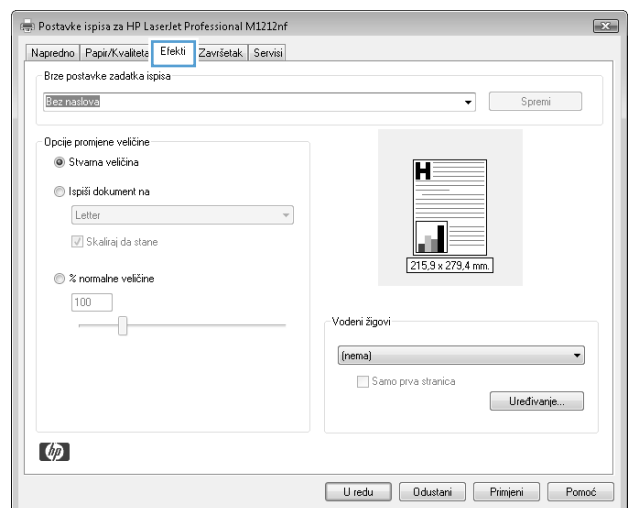 Postavke ispisa za HP LaserJet Professional M1212nf
Napredno Papir/Kvaliteta Efekti Završetak Servisi
Brze postavke zadatka ispisa
Bez naslova Spremi
Opcije promjene veličine
Stvarna veličina
Ispiši dokument na
Letter
Skaliraj da stane
% normalne veličine
100
H
215,9 x 279,4 mm.
Vodeni žigovi
(nema)
Samo prva stranica
Uređivanje...
hp
U redu Odustani Primijeni Pomoć